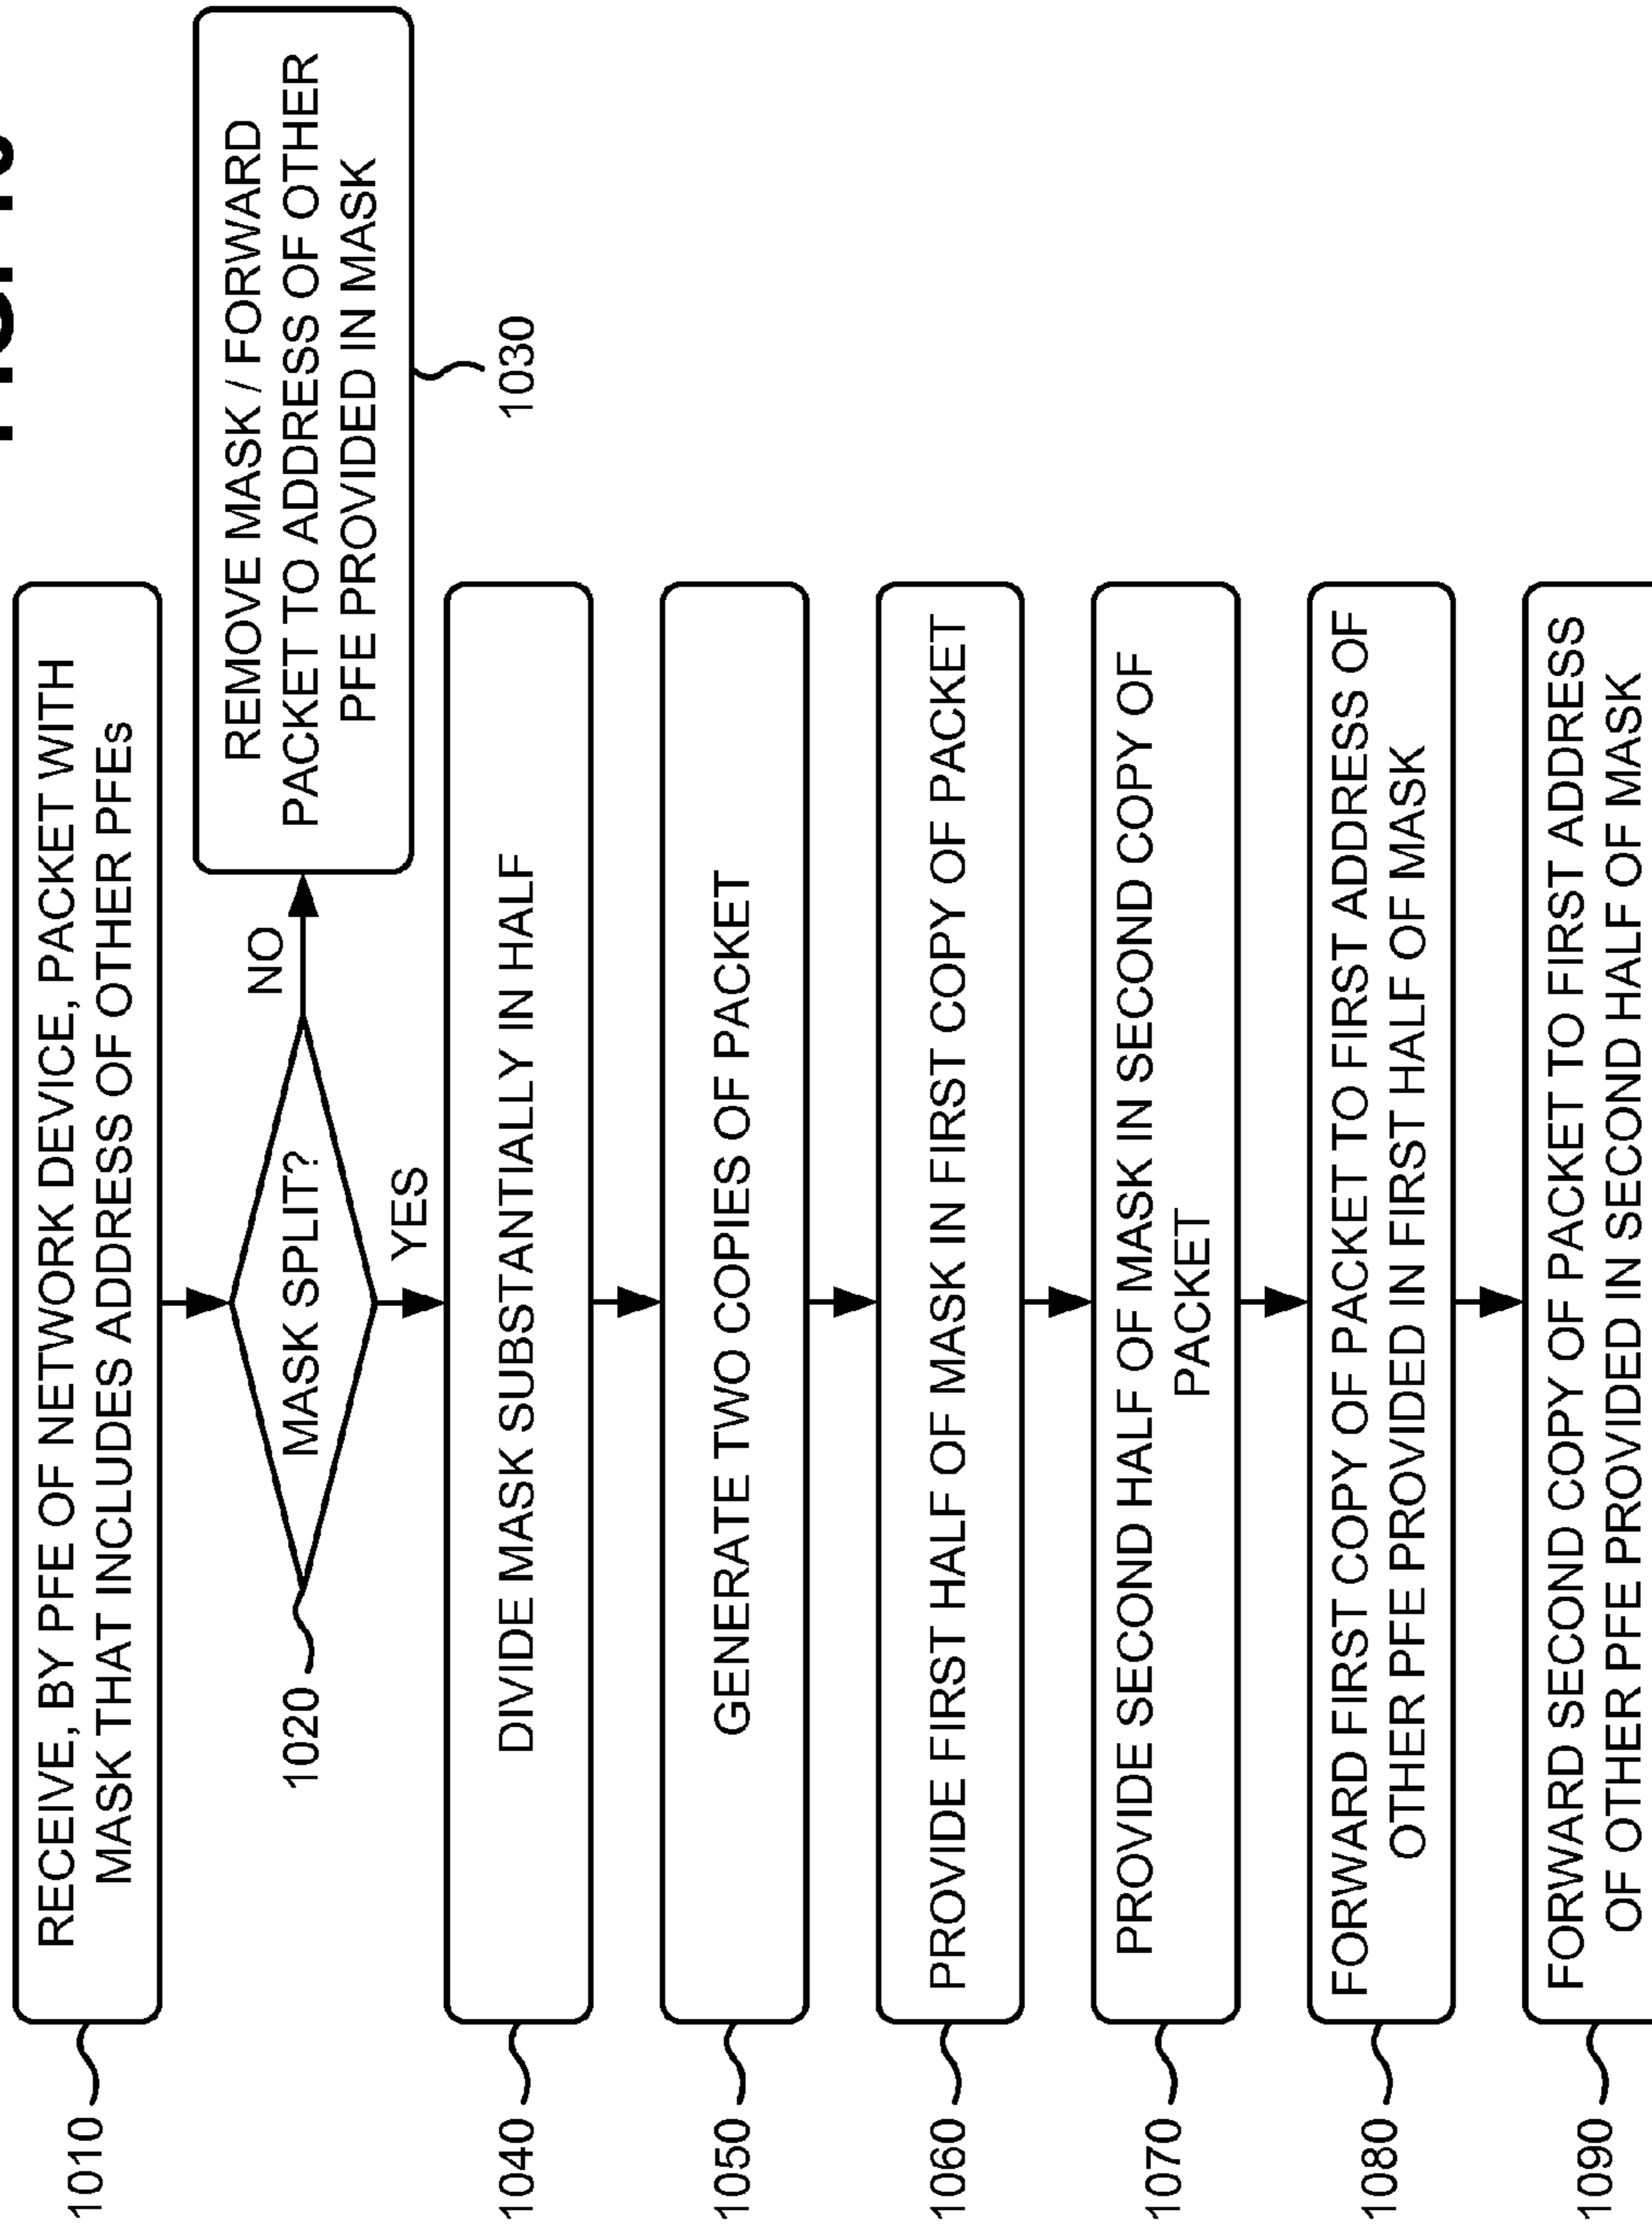 1010
RECEIVE, BY PFE OF NETWORK DEVICE, PACKET WITH
MASK THAT INCLUDES ADDRESS OF OTHER PFEs
1020
MASK SPLIT?
NO
REMOVE MASK / FORWARD
PACKET TO ADDRESS OF OTHER
PFE PROVIDED IN MASK
1030
YES
1040
DIVIDE MASK SUBSTANTIALLY IN HALF
1050
GENERATE TWO COPIES OF PACKET
1060
PROVIDE FIRST HALF OF MASK IN FIRST COPY OF PACKET
1070
PROVIDE SECOND HALF OF MASK IN SECOND COPY OF
PACKET
1080
FORWARD FIRST COPY OF PACKET TO FIRST ADDRESS OF
OTHER PFE PROVIDED IN FIRST HALF OF MASK
1090
FORWARD SECOND COPY OF PACKET TO FIRST ADDRESS
OF OTHER PFE PROVIDED IN SECOND HALF OF MASK